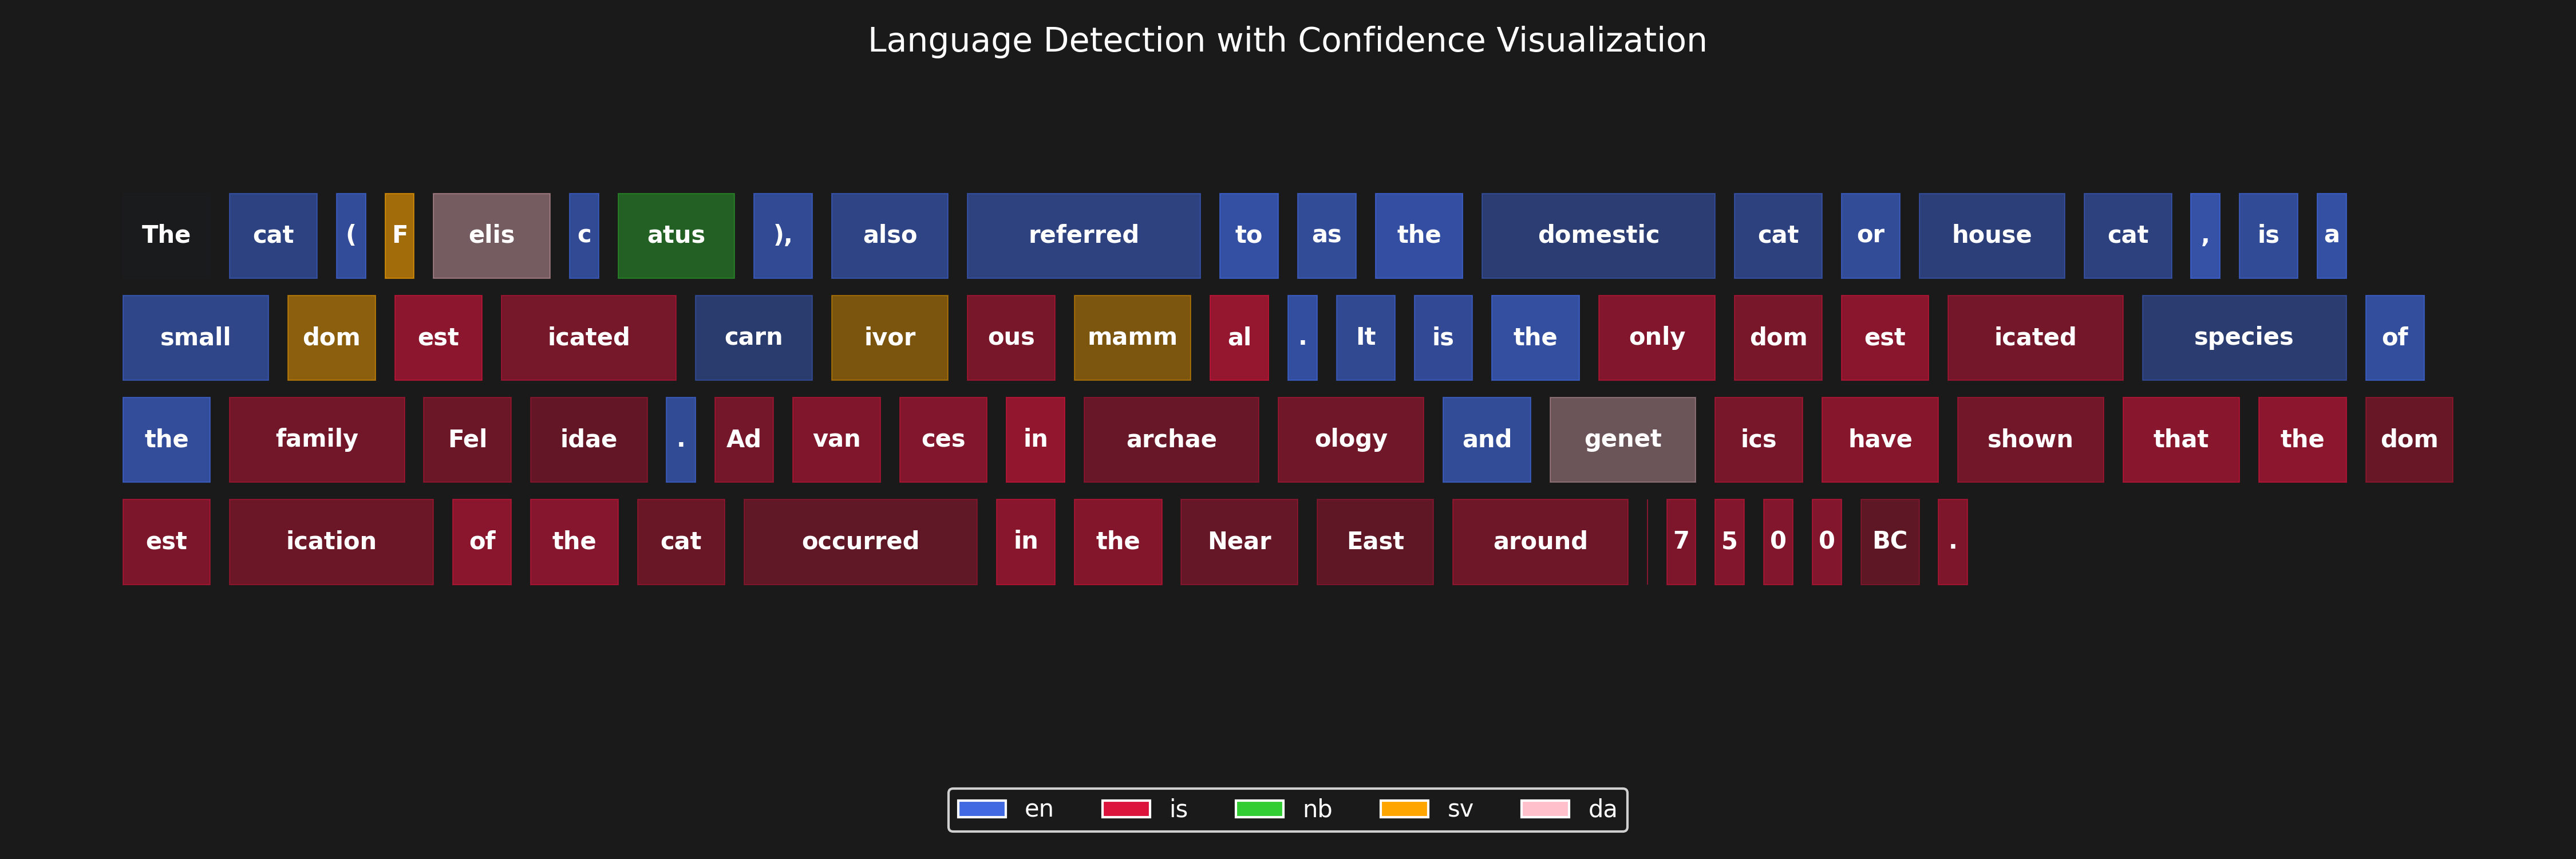 Language Detection with Confidence Visualization
The cat ( F elis c atus ), also referred to as the domestic cat or house cat , is a
small dom est icated carn ivor ous mamm al . It is the only dom est icated species of
the family Fel idae . Ad van ces in archae ology and genet ics have shown that the dom
est ication of the cat occurred in the Near East around 7 5 0 0 BC .
en is nb sv da